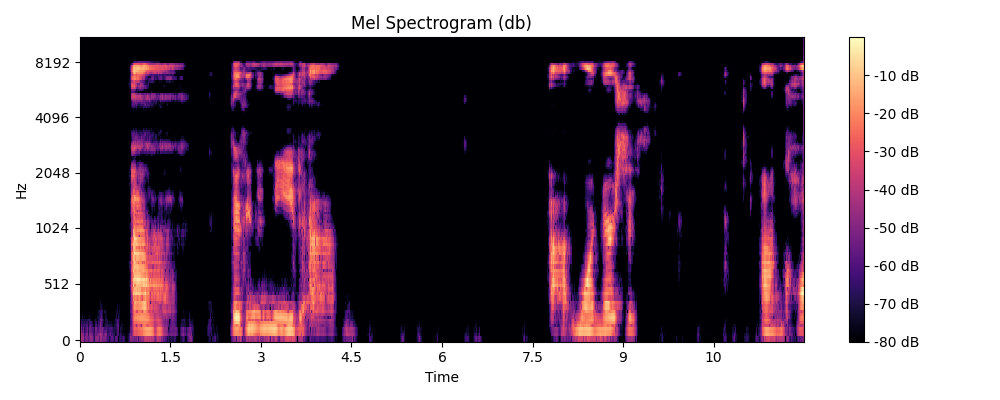 Mel Spectrogram (db)
8192
4096
2048
1024
512
0
Hz
0 1.5 3 4.5 6 7.5 9 10
Time
-10 dB
-20 dB
-30 dB
-40 dB
-50 dB
-60 dB
-70 dB
-80 dB